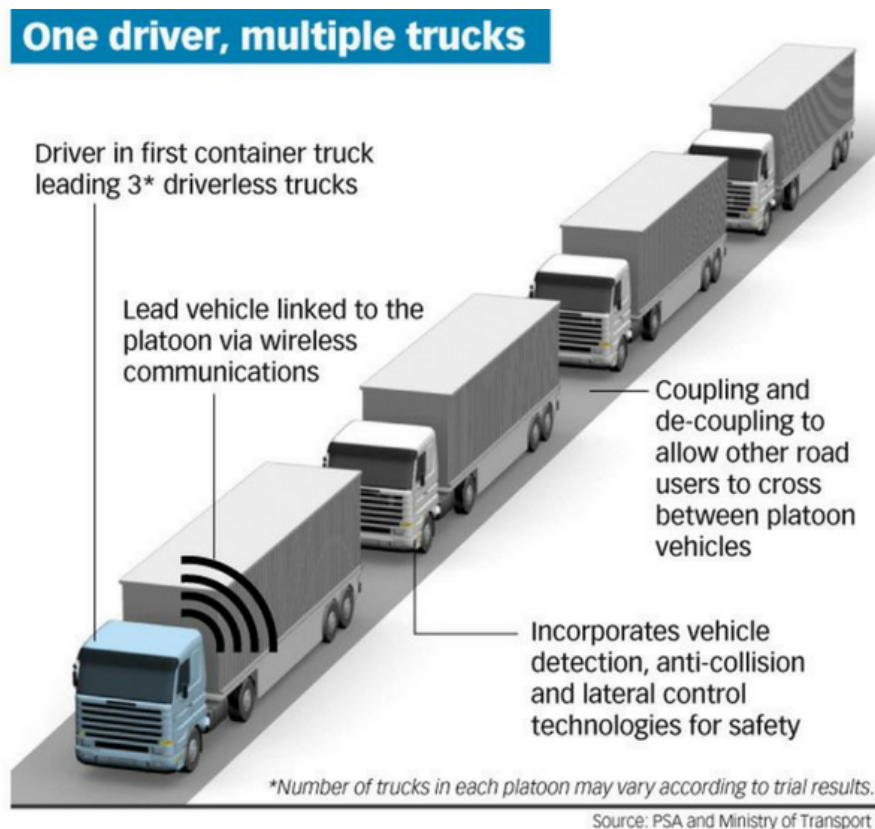 One driver, multiple trucks
Driver in first container truck
leading 3* driverless trucks
Lead vehicle linked to the
platoon via wireless
communications
Coupling and
de-coupling to
allow other road
users to cross
between platoon
vehicles
Incorporates vehicle
detection, anti-collision
and lateral control
technologies for safety
*Number of trucks in each platoon may vary according to trial results.
Source: PSA and Ministry of Transport